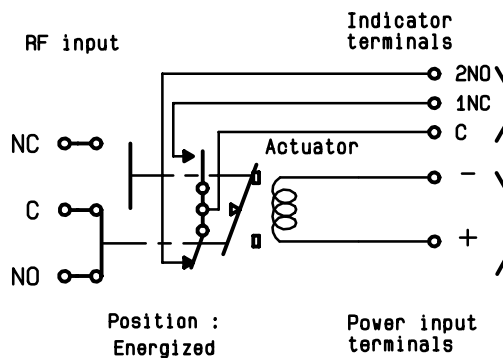 RF input
Indicator
terminals
2NO
1NC
C
Actuator
NC
C
NO
-
+
Position :
Energized
Power input
terminals